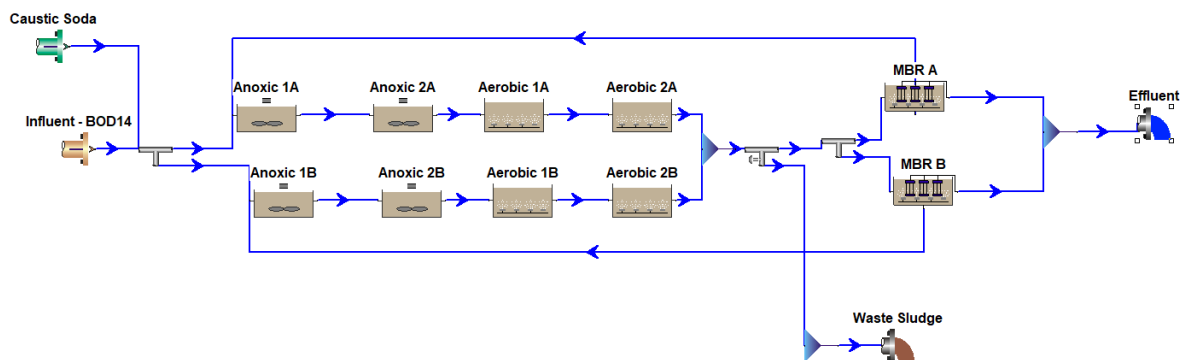 Caustic Soda
MBR A
Anoxic 1A
Anoxic 2A
Aerobic 1A
Aerobic 2A
Effluent
Influent - BOD14
MBR B
Anoxic 1B
Anoxic 2B
Aerobic 1B
Aerobic 2B
Waste Sludge